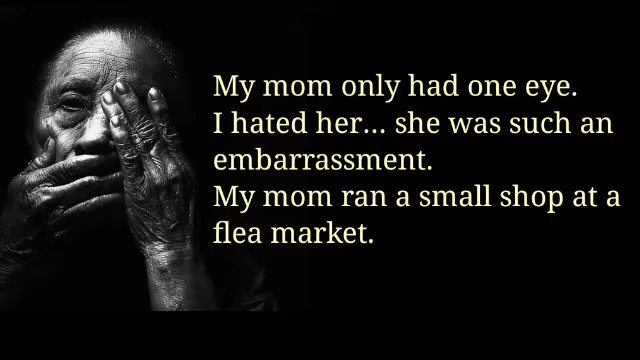 My mom only had one eye.
I hated her... she was such an
embarrassment.
My mom ran a small shop at a
flea market.